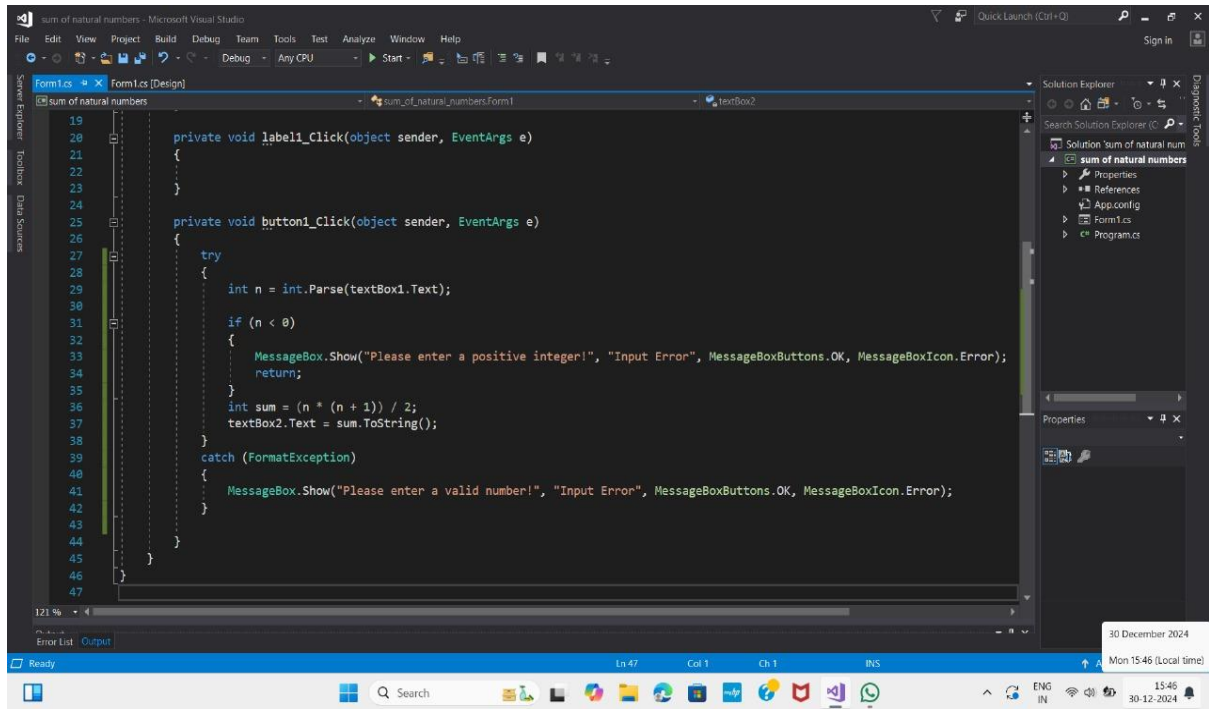 sum of natural numbers - Microsoft Visual Studio
Quick Launch (Ctrl+Q)
File Edit View Project Build Debug Team Tools Test Analyze Window Help
Sign in
Debug Any CPU Start
Server Explorer Toolbox Data Sources
Form1.cs Form1.cs [Design]
sum of natural numbers sum_of_natural_numbers.Form1 textBox2
19
20 private void label1_Click(object sender, EventArgs e)
21 {
22
23 }
24
25 private void button1_Click(object sender, EventArgs e)
26 {
27 try
28 {
29 int n = int.Parse(textBox1.Text);
30
31 if (n < 0)
32 {
33 MessageBox.Show("Please enter a positive integer!", "Input Error", MessageBoxButtons.OK, MessageBoxIcon.Error);
34 return;
35 }
36 int sum = (n * (n + 1)) / 2;
37 textBox2.Text = sum.ToString();
38 }
39 catch (FormatException)
40 {
41 MessageBox.Show("Please enter a valid number!", "Input Error", MessageBoxButtons.OK, MessageBoxIcon.Error);
42 }
43
44 }
45 }
46 }
47
121 %
Error List Output
Solution Explorer
Search Solution Explorer (C
Solution 'sum of natural num
sum of natural numbers
Properties
References
App.config
Form1.cs
C# Program.cs
Properties
Diagnostic Tools
Ready Ln 47 Col 1 Ch 1 INS
30 December 2024
Mon 15:46 (Local time)
Search
ENG
IN
15:46
30-12-2024